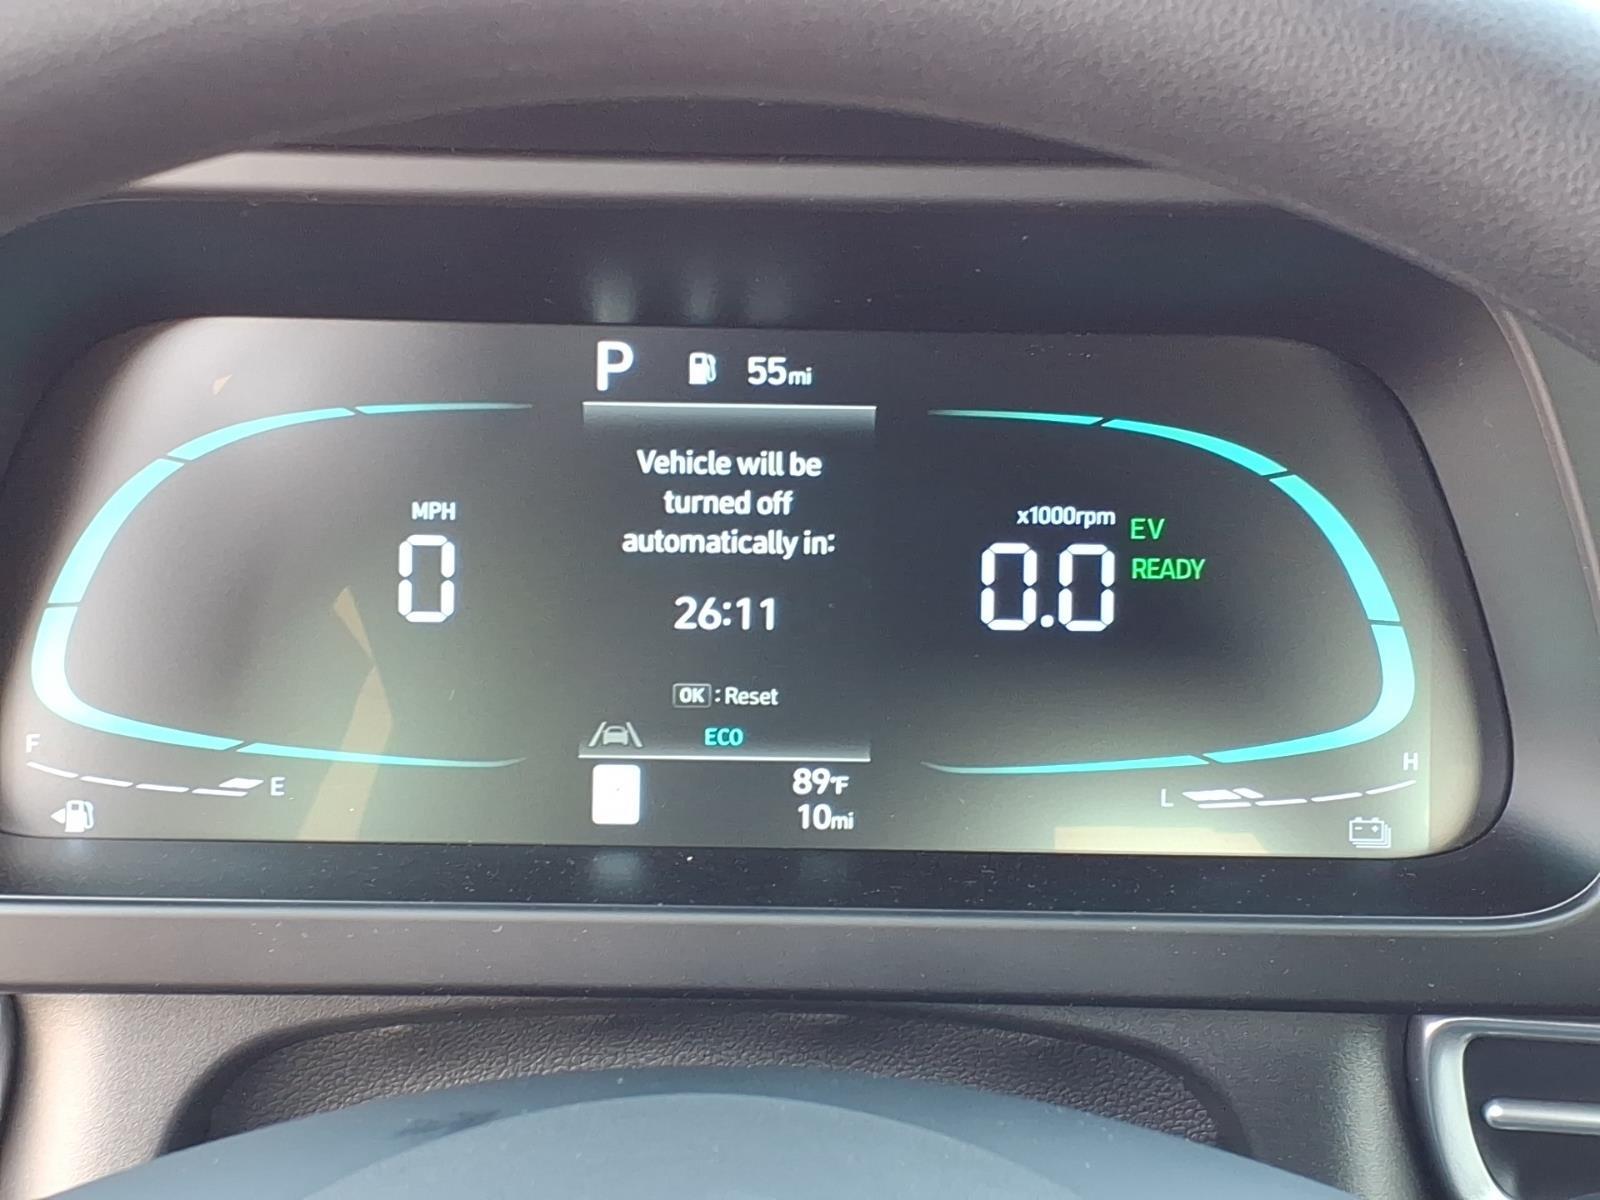 P 55mi
Vehicle will be
turned off
automatically in:
26:11
OK : Reset
ECO
89°F
10mi
MPH
0
x1000rpm
0.0
EV
READY
F
E
L
H